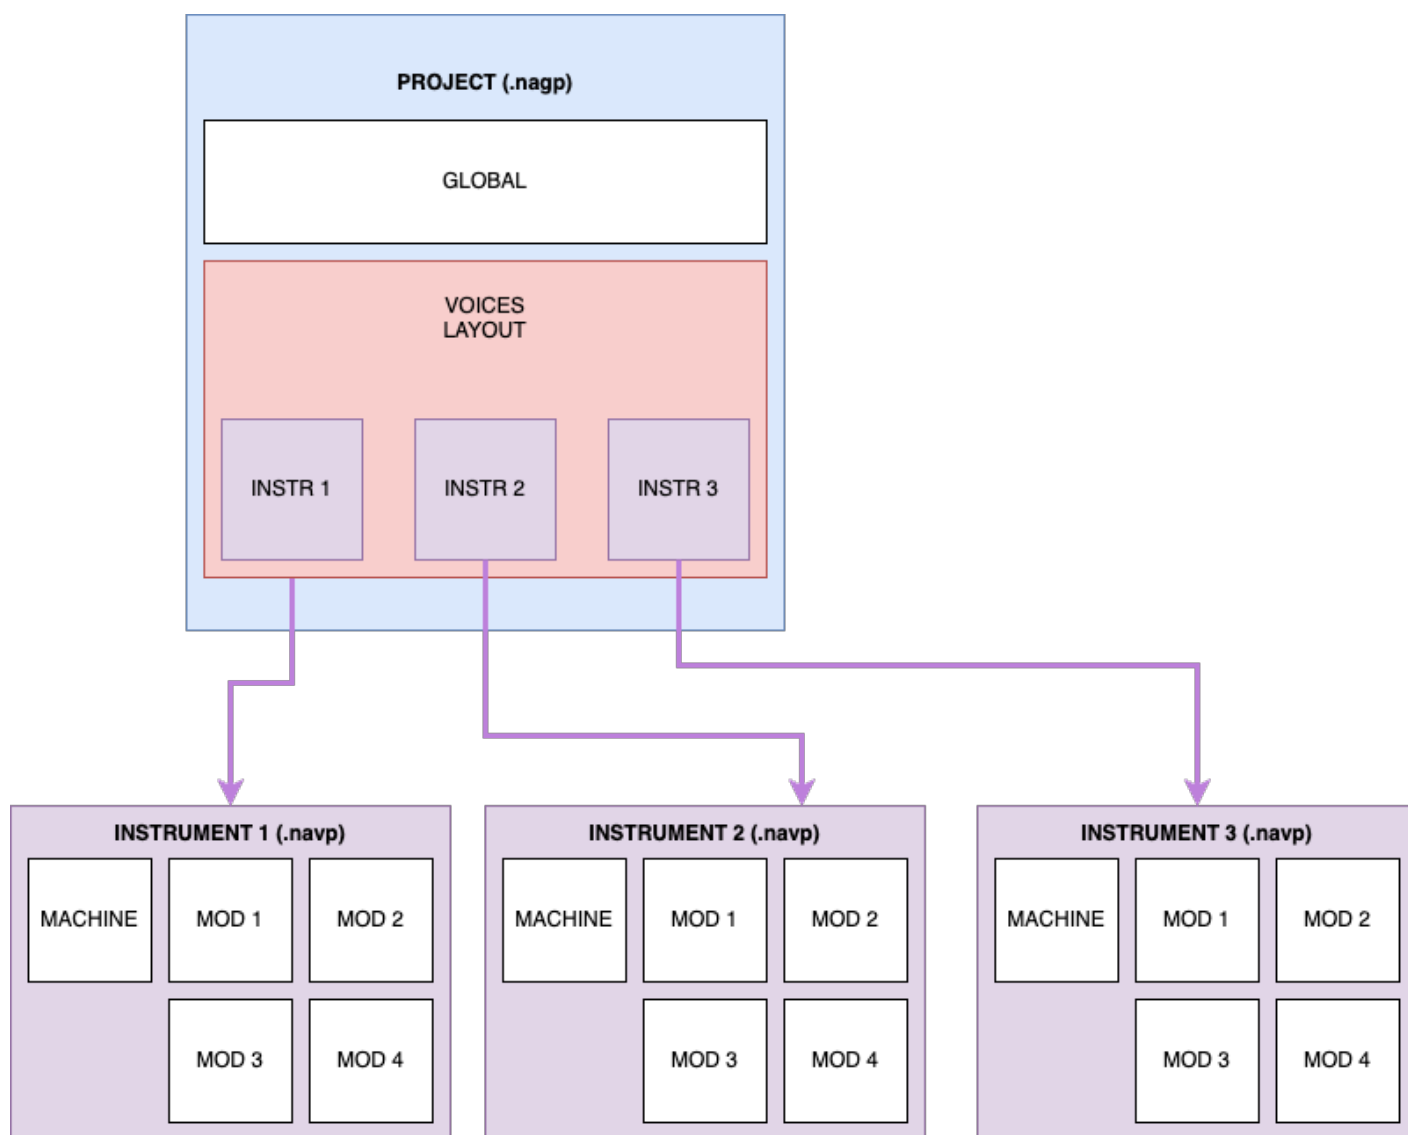 PROJECT (.nagp)
GLOBAL
VOICES
LAYOUT
INSTR 1
INSTR 2
INSTR 3
INSTRUMENT 1 (.navp)
MACHINE
MOD 1
MOD 2
MOD 3
MOD 4
INSTRUMENT 2 (.navp)
MACHINE
MOD 1
MOD 2
MOD 3
MOD 4
INSTRUMENT 3 (.navp)
MACHINE
MOD 1
MOD 2
MOD 3
MOD 4